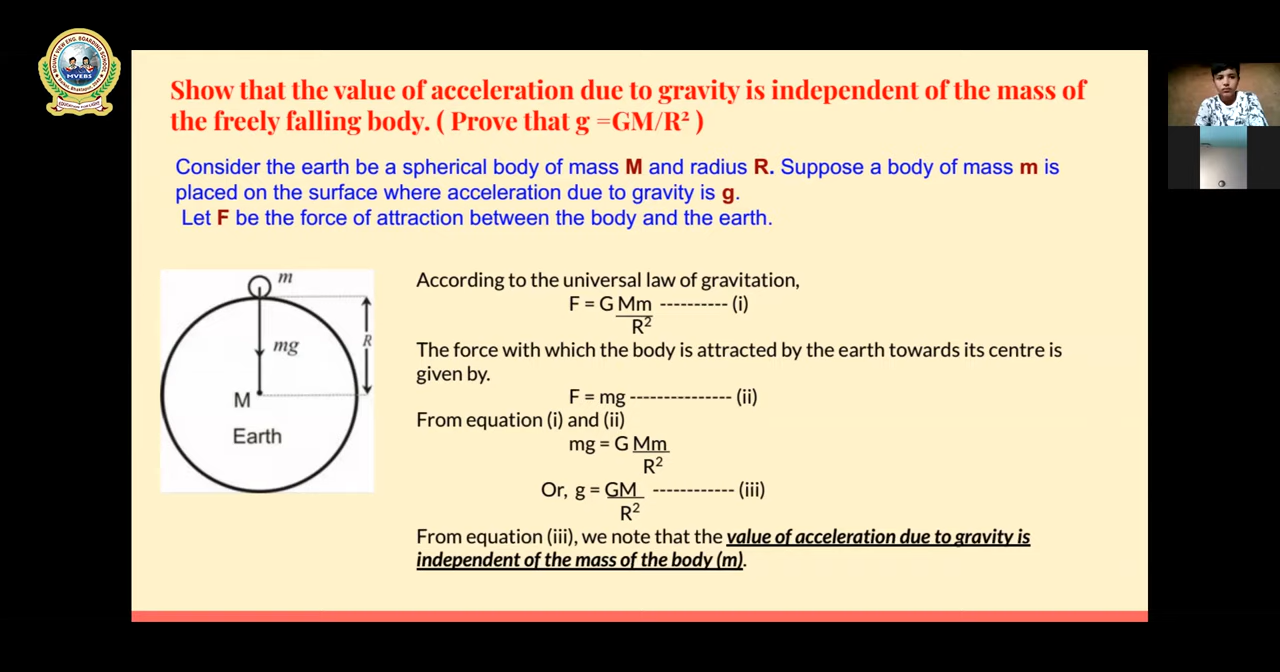 MOUNT VIEW ENG. BOARDING SCHOOL
MVEBS
Show that the value of acceleration due to gravity is independent of the mass of
the freely falling body. ( Prove that g =GM/R² )
Consider the earth be a spherical body of mass M and radius R. Suppose a body of mass m is
placed on the surface where acceleration due to gravity is g.
Let F be the force of attraction between the body and the earth.
m
mg
R
M
Earth
According to the universal law of gravitation,
F = G Mm ---------- (i)
R²
The force with which the body is attracted by the earth towards its centre is
given by.
F = mg --------------- (ii)
From equation (i) and (ii)
mg = G Mm
R²
Or, g = GM ------------ (iii)
R²
From equation (iii), we note that the value of acceleration due to gravity is
independent of the mass of the body (m).